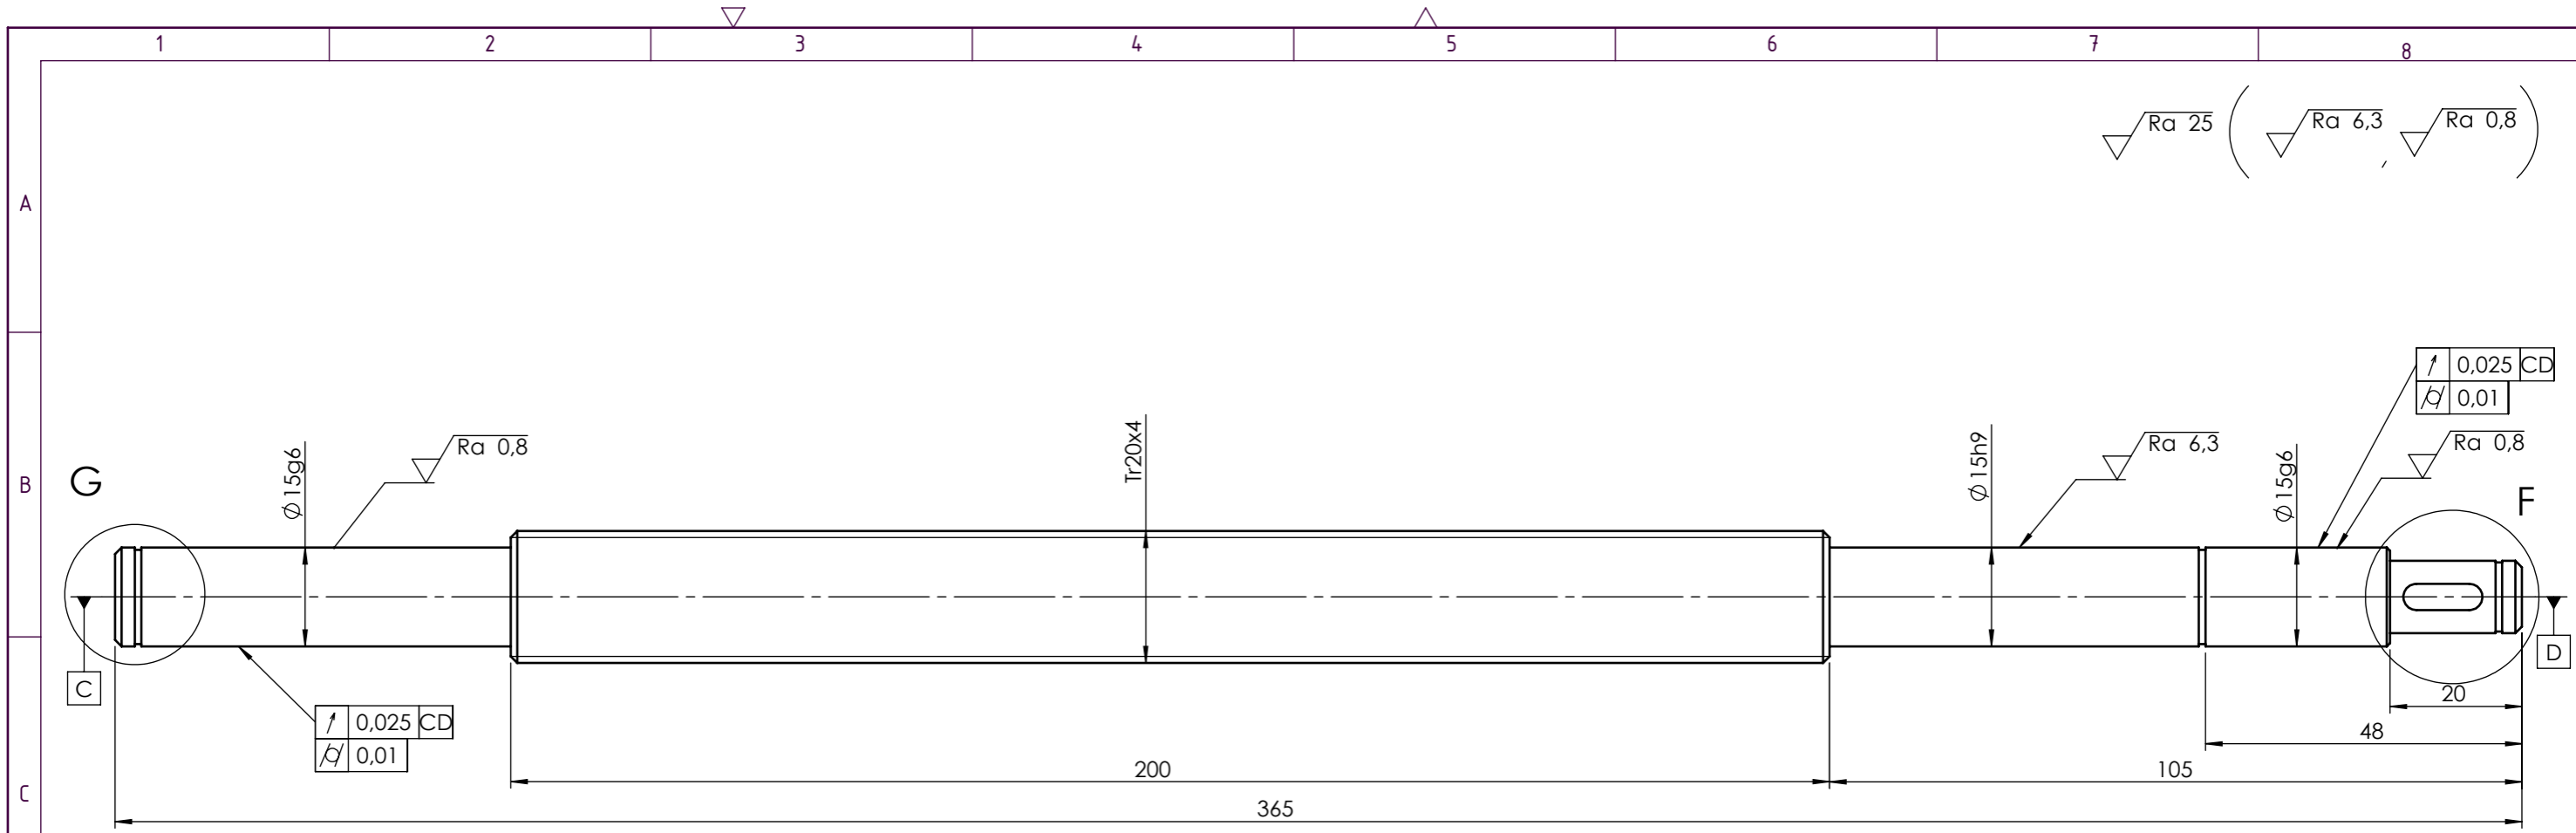 1 2 3 4 5 6 7 8
Ra 25 ( Ra 6,3 , Ra 0,8 )
A
0,025 CD
0,01
B
G
Ø15g6
Ra 0,8
Tr20x4
Ø15h9
Ra 6,3
Ø15g6
Ra 0,8
F
C
D
0,025 CD
0,01
20
48
200
105
C
365